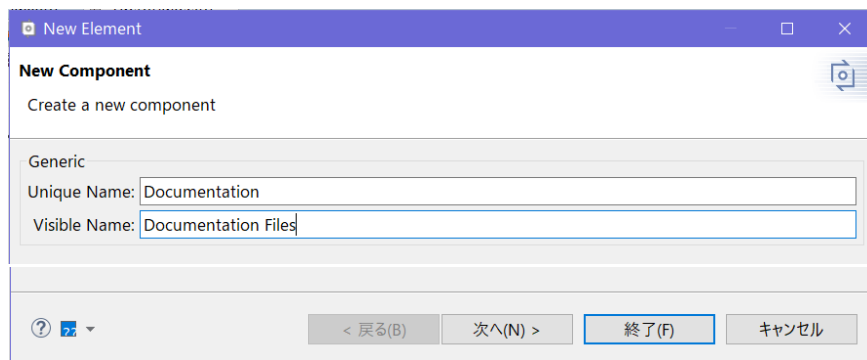 New Element
New Component
Create a new component
Generic
Unique Name: Documentation
Visible Name: Documentation Files
< 戻る(B) 次へ(N) > 終了(F) キャンセル